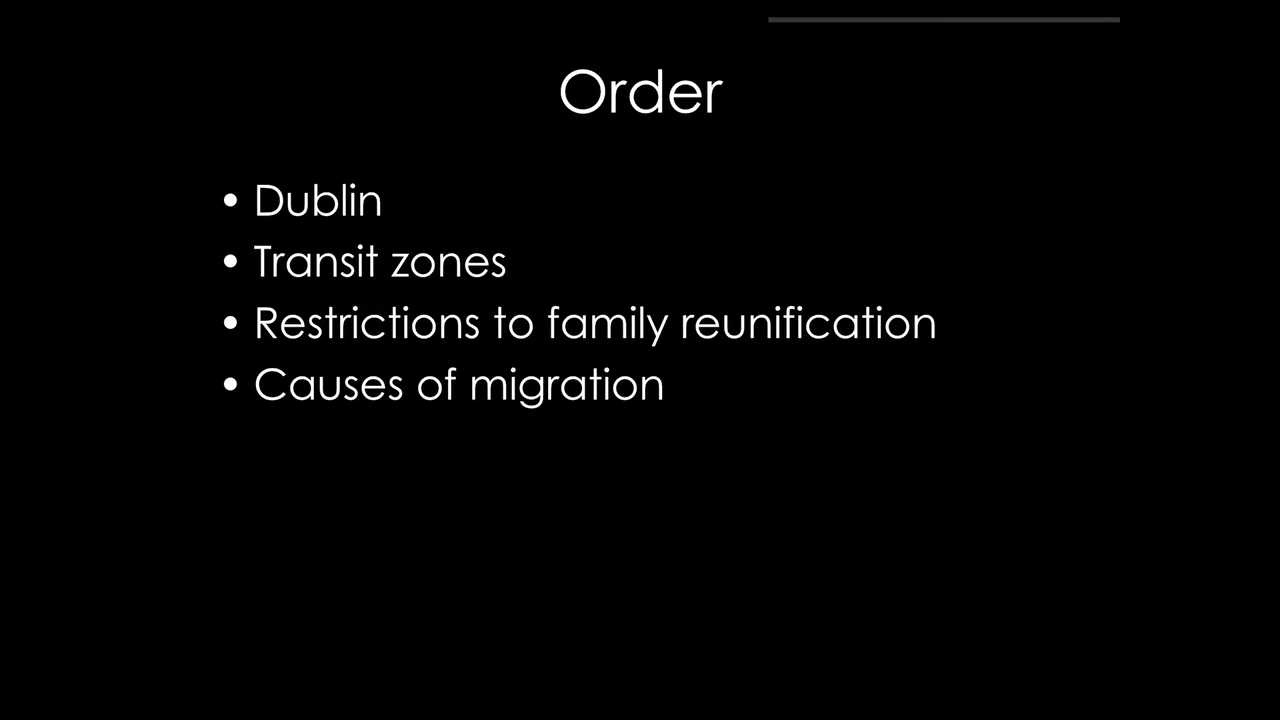 Order
• Dublin
• Transit zones
• Restrictions to family reunification
• Causes of migration